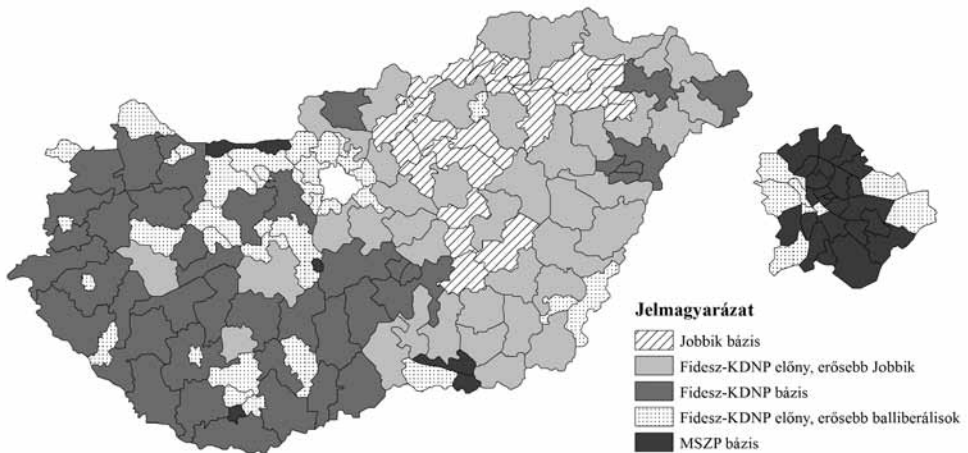 Jelmagyarázat
Jobbik bázis
Fidesz-KDNP előny, erősebb Jobbik
Fidesz-KDNP bázis
Fidesz-KDNP előny, erősebb balliberálisok
MSZP bázis